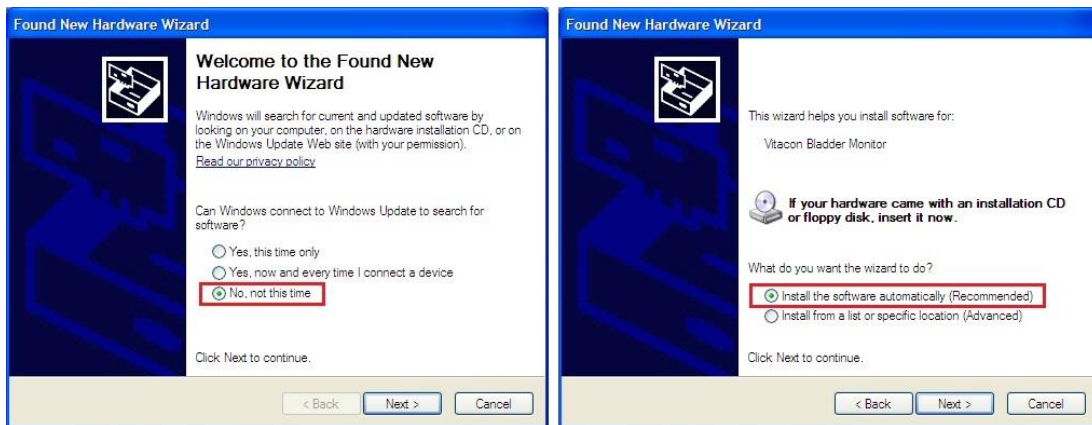 Found New Hardware Wizard
Welcome to the Found New
Hardware Wizard
Windows will search for current and updated software by
looking on your computer, on the hardware installation CD, or on
the Windows Update Web site (with your permission).
Read our privacy policy
Can Windows connect to Windows Update to search for
software?
Yes, this time only
Yes, now and every time I connect a device
No, not this time
Click Next to continue.
< Back
Next >
Cancel
Found New Hardware Wizard
This wizard helps you install software for:
Vitacon Bladder Monitor
If your hardware came with an installation CD
or floppy disk, insert it now.
What do you want the wizard to do?
Install the software automatically (Recommended)
Install from a list or specific location (Advanced)
Click Next to continue.
< Back
Next >
Cancel